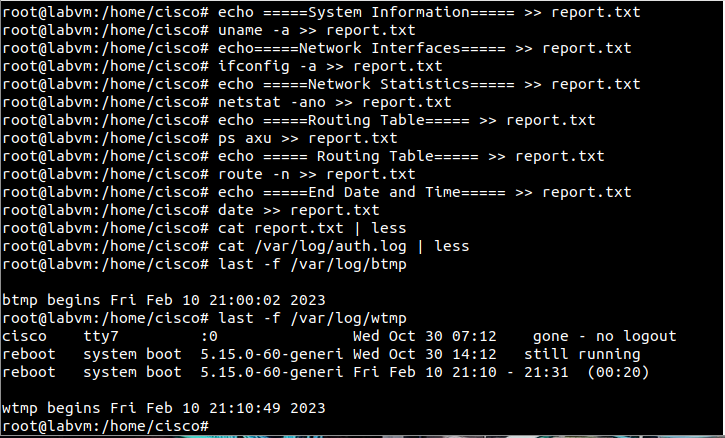 root@labvm:/home/cisco# echo =====System Information===== >> report.txt
root@labvm:/home/cisco# uname -a >> report.txt
root@labvm:/home/cisco# echo=====Network Interfaces===== >> report.txt
root@labvm:/home/cisco# ifconfig -a >> report.txt
root@labvm:/home/cisco# echo =====Network Statistics===== >> report.txt
root@labvm:/home/cisco# netstat -ano >> report.txt
root@labvm:/home/cisco# echo =====Routing Table===== >> report.txt
root@labvm:/home/cisco# ps axu >> report.txt
root@labvm:/home/cisco# echo ===== Routing Table===== >> report.txt
root@labvm:/home/cisco# route -n >> report.txt
root@labvm:/home/cisco# echo =====End Date and Time===== >> report.txt
root@labvm:/home/cisco# date >> report.txt
root@labvm:/home/cisco# cat report.txt | less
root@labvm:/home/cisco# cat /var/log/auth.log | less
root@labvm:/home/cisco# last -f /var/log/btmp

btmp begins Fri Feb 10 21:00:02 2023
root@labvm:/home/cisco# last -f /var/log/wtmp
cisco    tty7         :0               Wed Oct 30 07:12    gone - no logout
reboot   system boot  5.15.0-60-generi Wed Oct 30 14:12   still running
reboot   system boot  5.15.0-60-generi Fri Feb 10 21:10 - 21:31  (00:20)

wtmp begins Fri Feb 10 21:10:49 2023
root@labvm:/home/cisco#